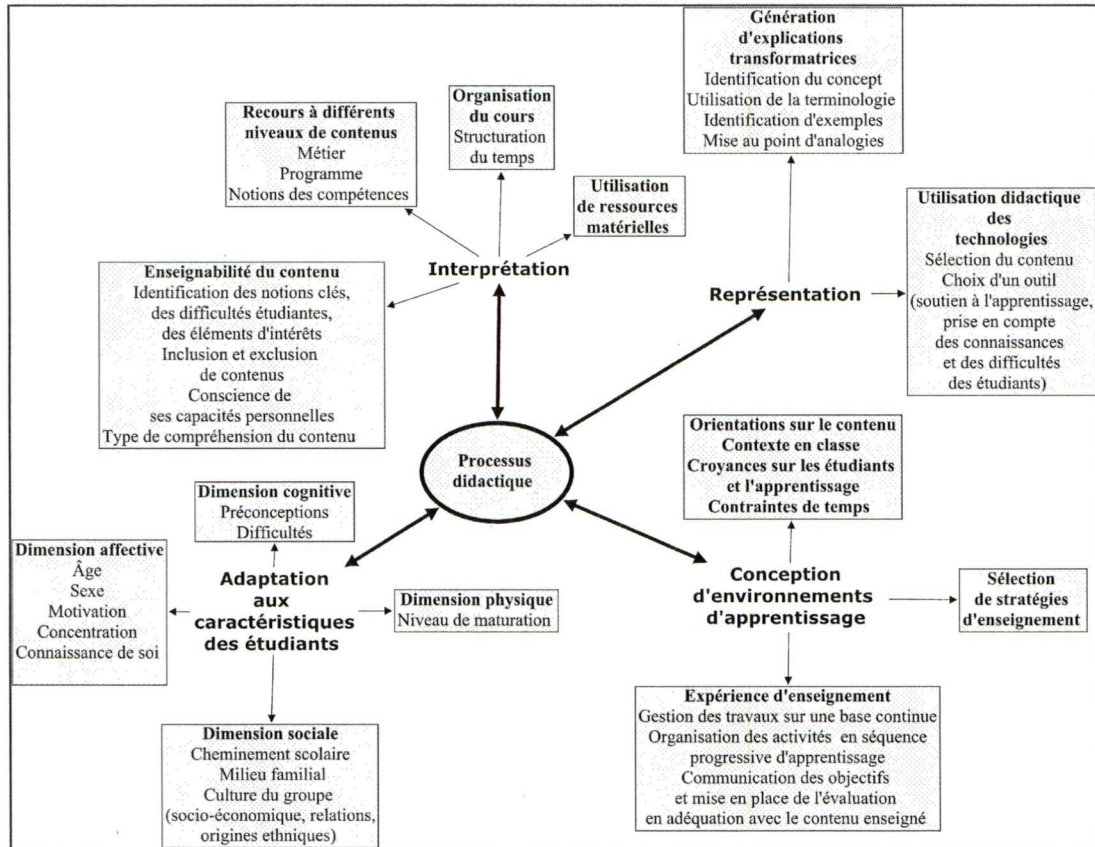 Génération
d'explications
transformatrices
Identification du concept
Utilisation de la terminologie
Identification d'exemples
Mise au point d'analogies
Recours à différents
niveaux de contenus
Métier
Programme
Notions des compétences
Organisation
du cours
Structuration
du temps
Utilisation
de ressources
matérielles
Utilisation didactique
des
technologies
Sélection du contenu
Choix d'un outil
(soutien à l'apprentissage,
prise en compte
des connaissances
et des difficultés
des étudiants)
Interprétation
Représentation
Enseignabilité du contenu
Identification des notions clés,
des difficultés étudiantes,
des éléments d'intérêts
Inclusion et exclusion
de contenus
Conscience de
ses capacités personnelles
Type de compréhension du contenu
Processus
didactique
Orientations sur le contenu
Contexte en classe
Croyances sur les étudiants
et l'apprentissage
Contraintes de temps
Dimension cognitive
Préconceptions
Difficultés
Dimension affective
Âge
Sexe
Motivation
Concentration
Connaissance de soi
Adaptation
aux
caractéristiques
des étudiants
Dimension physique
Niveau de maturation
Conception
d'environnements
d'apprentissage
Sélection
de stratégies
d'enseignement
Dimension sociale
Cheminement scolaire
Milieu familial
Culture du groupe
(socio-économique, relations,
origines ethniques)
Expérience d'enseignement
Gestion des travaux sur une base continue
Organisation des activités en séquence
progressive d'apprentissage
Communication des objectifs
et mise en place de l'évaluation
en adéquation avec le contenu enseigné